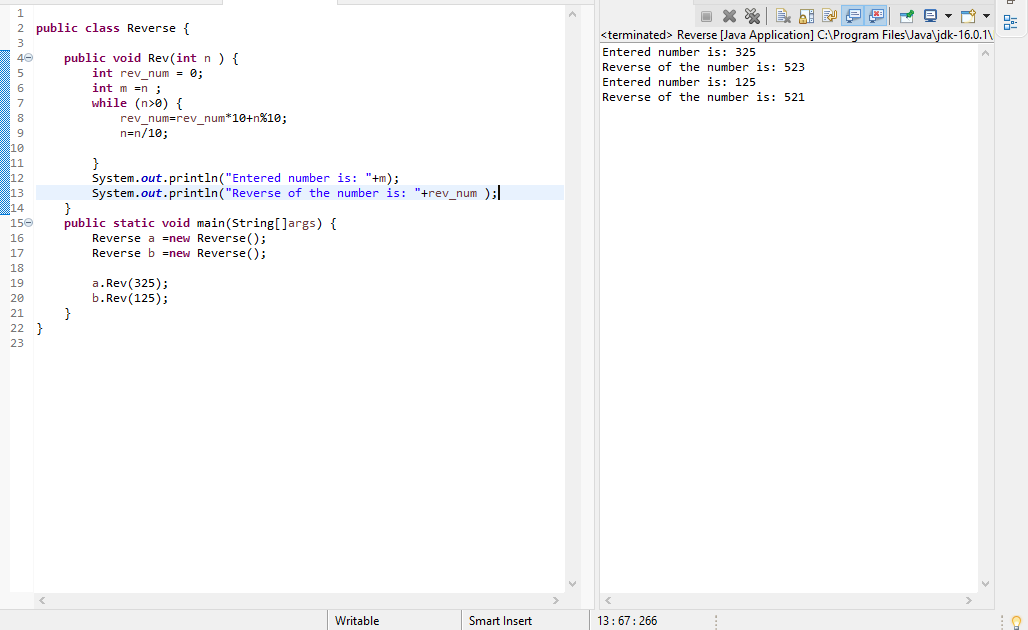 1
2 public class Reverse {
3
4 public void Rev(int n ) {
5 int rev_num = 0;
6 int m =n ;
7 while (n>0) {
8 rev_num=rev_num*10+n%10;
9 n=n/10;
10
11 }
12 System.out.println("Entered number is: "+m);
13 System.out.println("Reverse of the number is: "+rev_num );
14 }
15 public static void main(String[]args) {
16 Reverse a =new Reverse();
17 Reverse b =new Reverse();
18
19 a.Rev(325);
20 b.Rev(125);
21 }
22 }
23
<terminated> Reverse [Java Application] C:\Program Files\Java\jdk-16.0.1\
Entered number is: 325
Reverse of the number is: 523
Entered number is: 125
Reverse of the number is: 521
Writable
Smart Insert
13 : 67 : 266